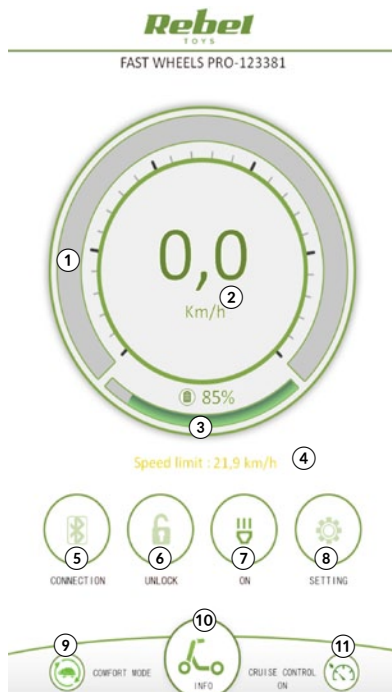 Rebel
TOYS
FAST WHEELS PRO-123381
1
0,0
2
Km/h
85%
3
Speed limit : 21,9 km/h 4
5 6 7 8
CONNECTION UNLOCK ON SETTING
10
9 11
COMFORT MODE CRUISE CONTROL
ON
INFO